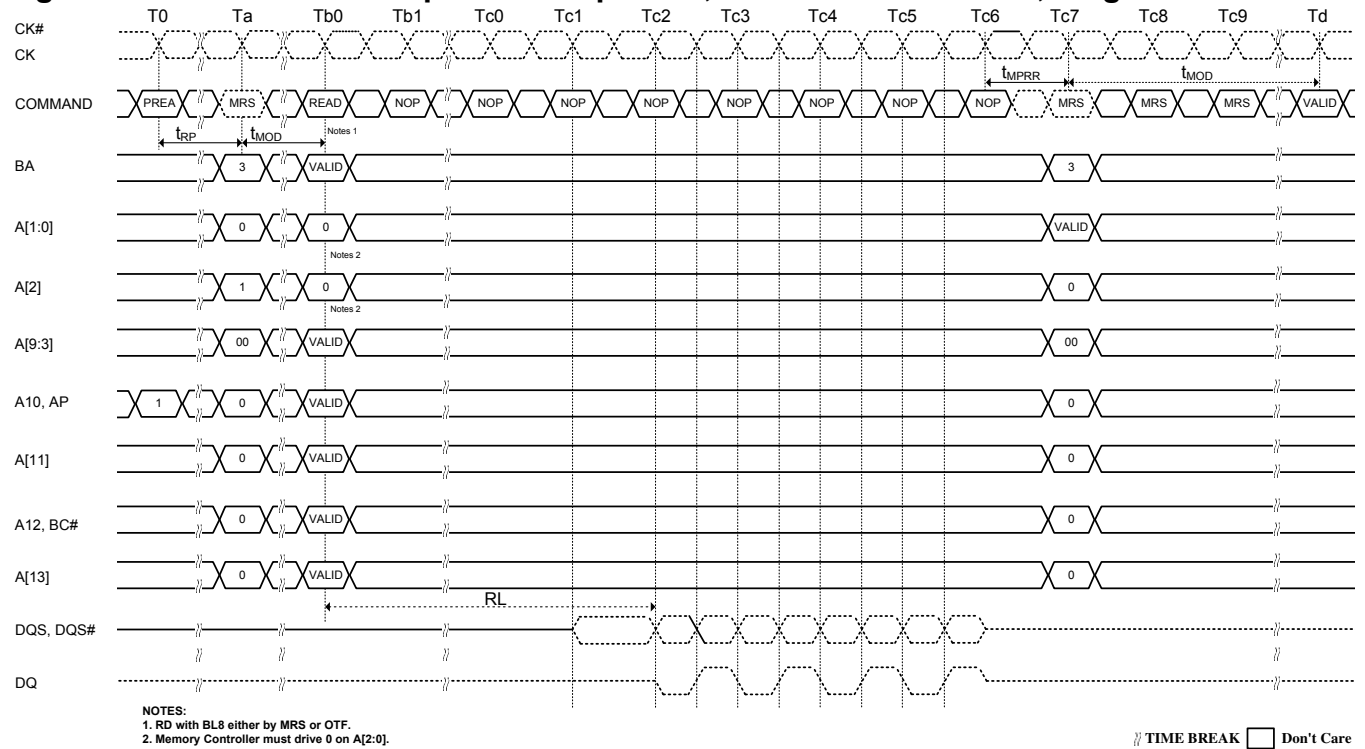 T0 Ta Tb0 Tb1 Tc0 Tc1 Tc2 Tc3 Tc4 Tc5 Tc6 Tc7 Tc8 Tc9 Td
CK#
CK
tMPRR tMOD
COMMAND PREA MRS READ NOP NOP NOP NOP NOP NOP NOP NOP MRS MRS MRS VALID
tRP tMOD Notes 1
BA 3 VALID 3
A[1:0] 0 0 VALID
Notes 2
A[2] 1 0 0
Notes 2
A[9:3] 00 VALID 00
A10, AP 1 0 VALID 0
A[11] 0 VALID 0
A12, BC# 0 VALID 0
A[13] 0 VALID 0
RL
DQS, DQS#
DQ
NOTES:
1. RD with BL8 either by MRS or OTF.
2. Memory Controller must drive 0 on A[2:0].
TIME BREAK Don't Care